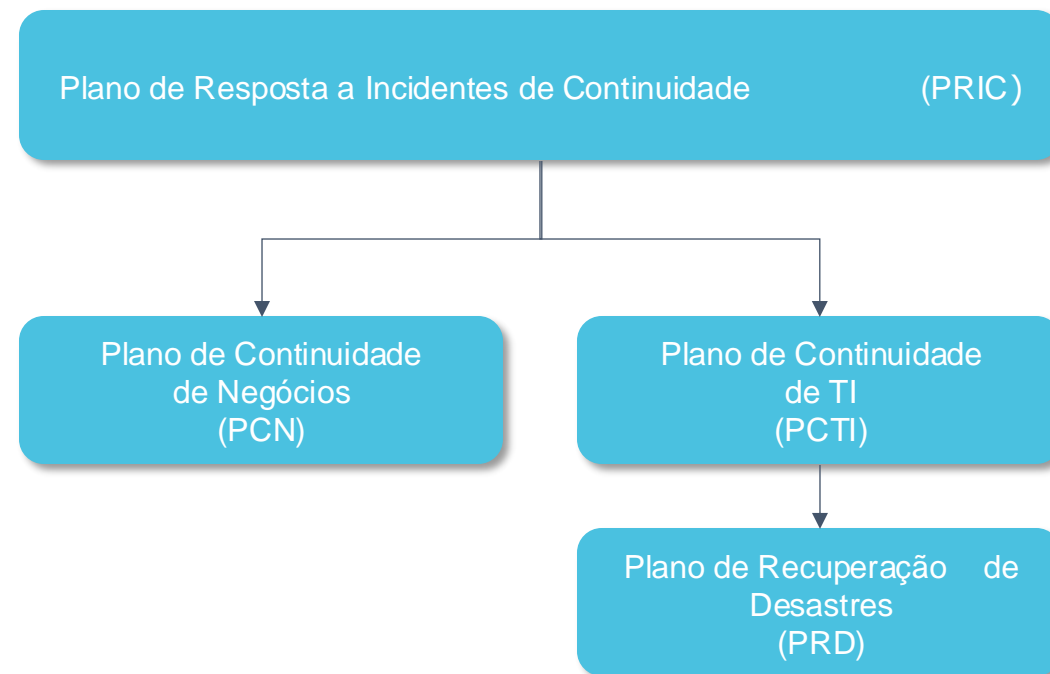 Plano de Resposta a Incidentes de Continuidade (PRIC)
Plano de Continuidade
de Negócios
(PCN)
Plano de Continuidade
de TI
(PCTI)
Plano de Recuperação de
Desastres
(PRD)